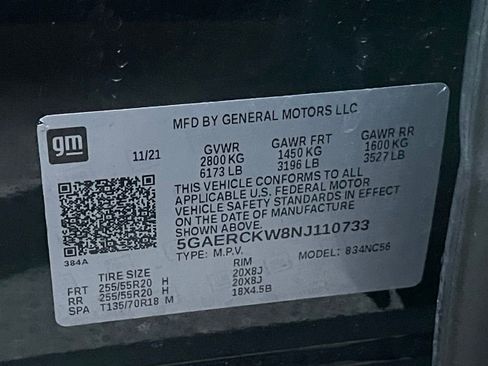 gm
MFD BY GENERAL MOTORS LLC
11/21 GVWR GAWR FRT GAWR RR
2800 KG 1450 KG 1600 KG
6173 LB 3196 LB 3527 LB
THIS VEHICLE CONFORMS TO ALL
APPLICABLE U.S. FEDERAL MOTOR
VEHICLE SAFETY STANDARDS IN EFFECT ON
THE DATE OF MANUFACTURE
5GAERCKW8NJ110733
384A TYPE: M.P.V. MODEL: 834NC56
TIRE SIZE RIM
FRT 255/55R20 H 20X8J
RR 255/55R20 H 20X8J
SPA T135/70R18 M 18X4.5B